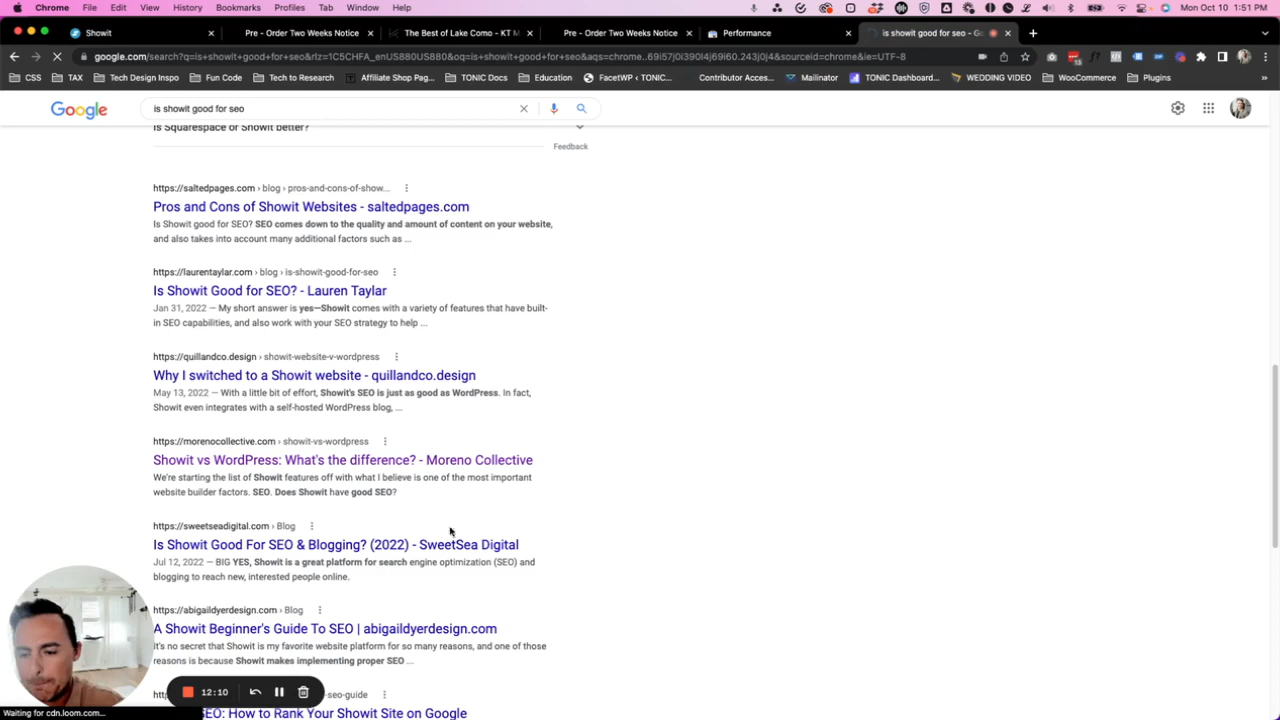 Chrome File Edit View History Bookmarks Profiles Tab Window Help Mon Oct 10 1:51 PM
Showit × Pre - Order Two Weeks Notice × The Best of Lake Como - KT M × Pre - Order Two Weeks Notice × Performance × is showit good for seo - G × +
google.com/search?q=is+showit+good+for+seo&rlz=1C5CHFA_enUS880US880&oq=is+showit+good+for+seo&aqs=chrome..69i57j0i390l4j69i60.243j0j4&sourceid=chrome&ie=UTF-8
CSS TAX Tech Design Inspo Fun Code Tech to Research Affiliate Shop Pag... TONIC Docs Education FacetWP ‹ TONIC... Contributor Acces... Mailinator TONIC Dashboard... WEDDING VIDEO WooCommerce Plugins »
Google is showit good for seo
Is Squarespace or Showit better?
Feedback
https://saltedpages.com › blog › pros-and-cons-of-show...
Pros and Cons of Showit Websites - saltedpages.com
Is Showit good for SEO? SEO comes down to the quality and amount of content on your website,
and also takes into account many additional factors such as ...
https://laurentaylar.com › blog › is-showit-good-for-seo
Is Showit Good for SEO? - Lauren Taylar
Jan 31, 2022 — My short answer is yes—Showit comes with a variety of features that have built-
in SEO capabilities, and also work with your SEO strategy to help ...
https://quillandco.design › showit-website-v-wordpress
Why I switched to a Showit website - quillandco.design
May 13, 2022 — With a little bit of effort, Showit's SEO is just as good as WordPress. In fact,
Showit even integrates with a self-hosted WordPress blog, ...
https://morenocollective.com › showit-vs-wordpress
Showit vs WordPress: What's the difference? - Moreno Collective
We're starting the list of Showit features off with what I believe is one of the most important
website builder factors. SEO. Does Showit have good SEO?
https://sweetseadigital.com › Blog
Is Showit Good For SEO & Blogging? (2022) - SweetSea Digital
Jul 12, 2022 — BIG YES, Showit is a great platform for search engine optimization (SEO) and
blogging to reach new, interested people online.
https://abigaildyerdesign.com › Blog
A Showit Beginner's Guide To SEO | abigaildyerdesign.com
It's no secret that Showit is my favorite website platform for so many reasons, and one of those
reasons is because Showit makes implementing proper SEO ...
-seo-guide
12:10
SEO: How to Rank Your Showit Site on Google
Waiting for cdn.loom.com...